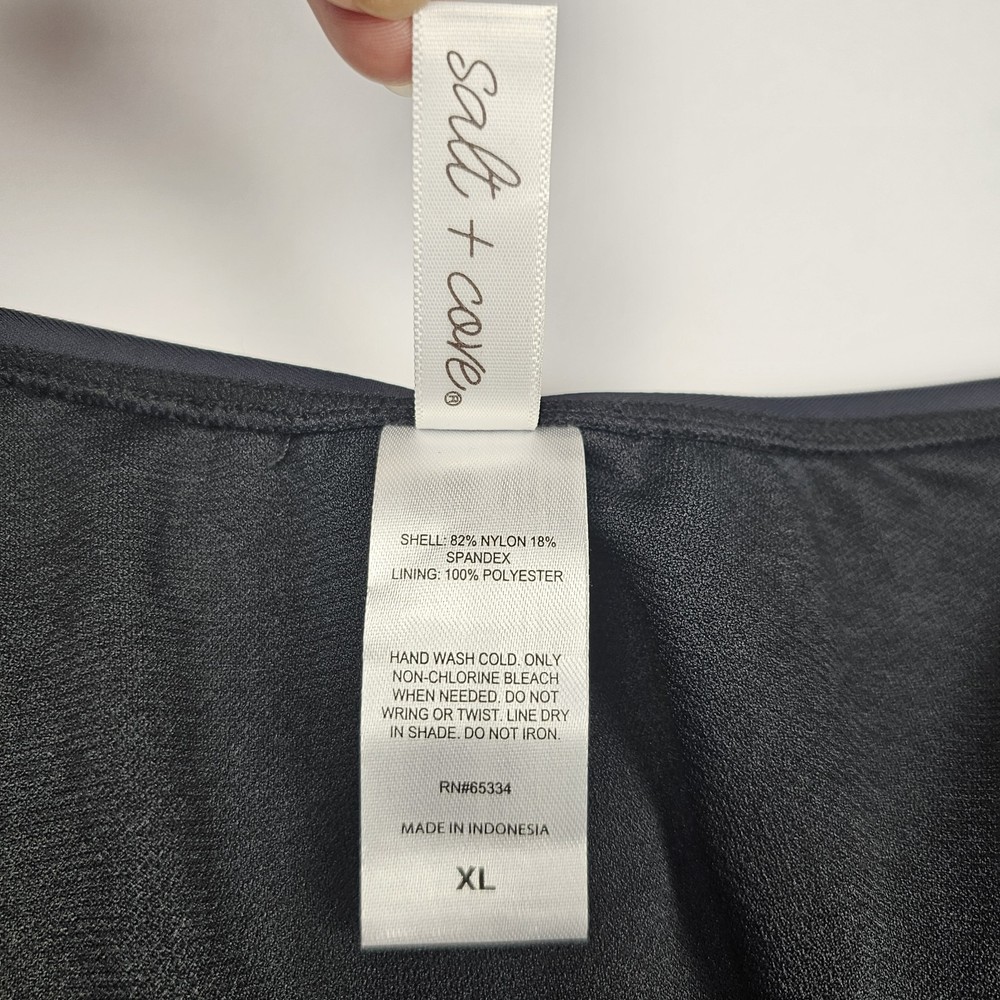 salt + cove®
SHELL: 82% NYLON 18%
SPANDEX
LINING: 100% POLYESTER
HAND WASH COLD. ONLY
NON-CHLORINE BLEACH
WHEN NEEDED. DO NOT
WRING OR TWIST. LINE DRY
IN SHADE. DO NOT IRON.
RN#65334
MADE IN INDONESIA
XL